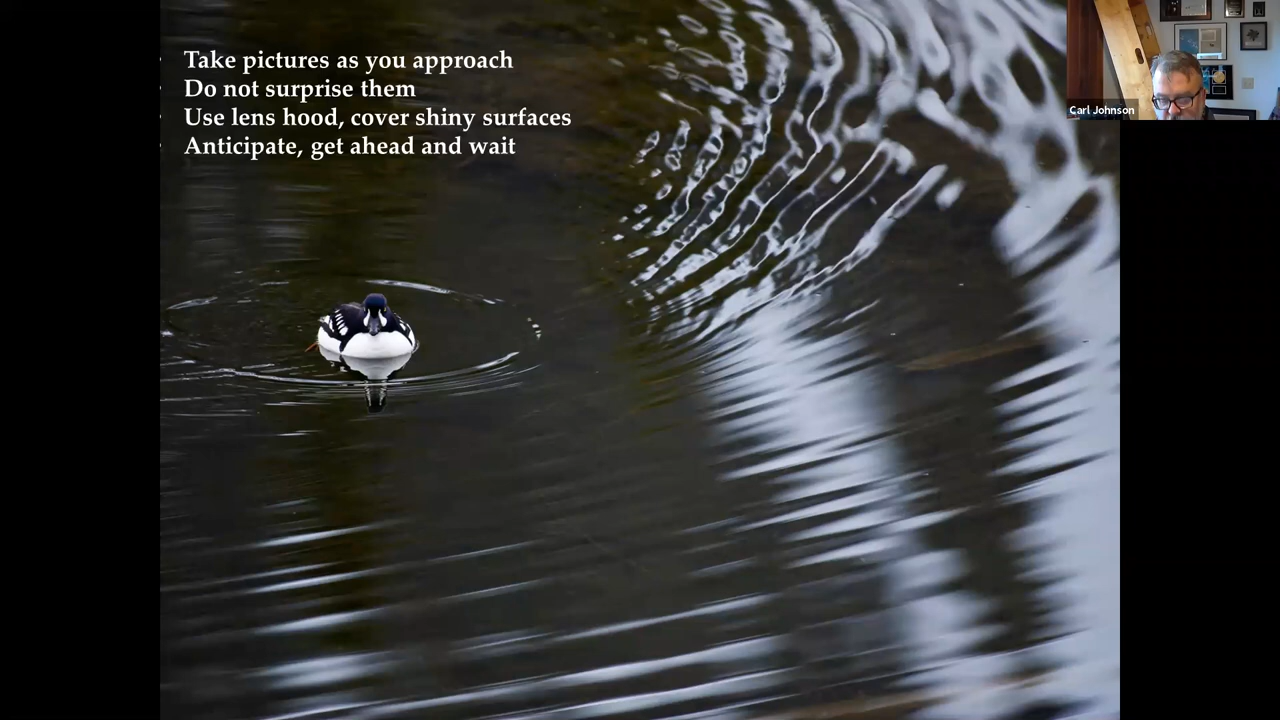 Take pictures as you approach
Do not surprise them
Use lens hood, cover shiny surfaces
Anticipate, get ahead and wait
Carl Johnson